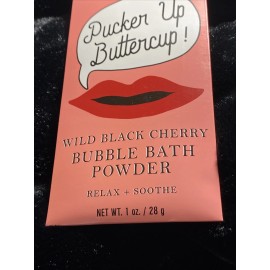 Pucker Up
Buttercup!
WILD BLACK CHERRY
BUBBLE BATH
POWDER
RELAX + SOOTHE
NET WT. 1 oz. / 28 g